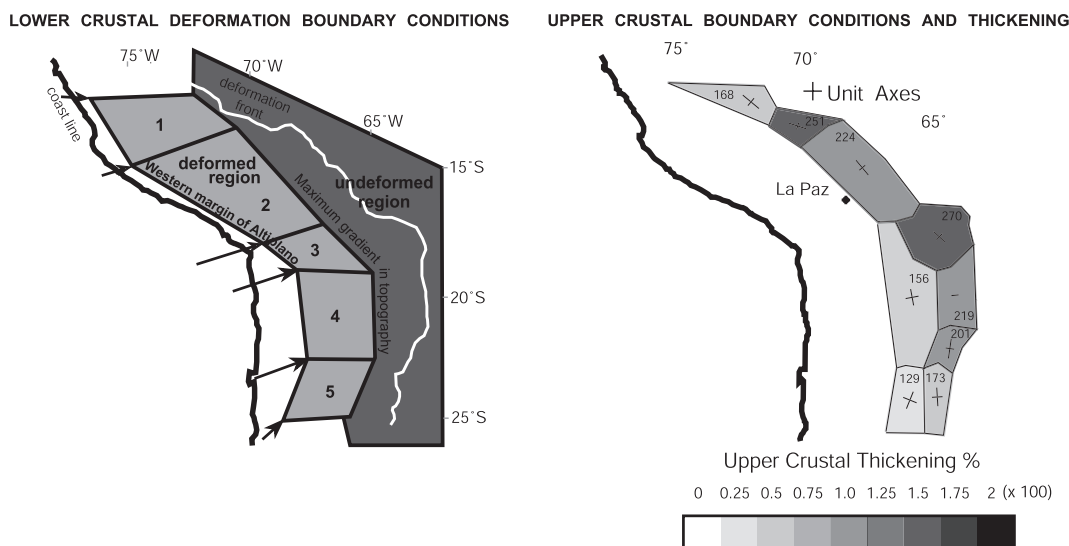 LOWER CRUSTAL DEFORMATION BOUNDARY CONDITIONS
75°W
70°W
65°W
coast line
deformation
front
15°S
1
deformed
region
undeformed
region
2
Western margin of Altiplano
Maximum gradient
in topography
3
20°S
4
5
25°S
UPPER CRUSTAL BOUNDARY CONDITIONS AND THICKENING
75°
70°
Unit Axes
65°
168
251
224
La Paz
270
156
219
201
129
173
Upper Crustal Thickening %
0 0.25 0.5 0.75 1.0 1.25 1.5 1.75 2 (x 100)